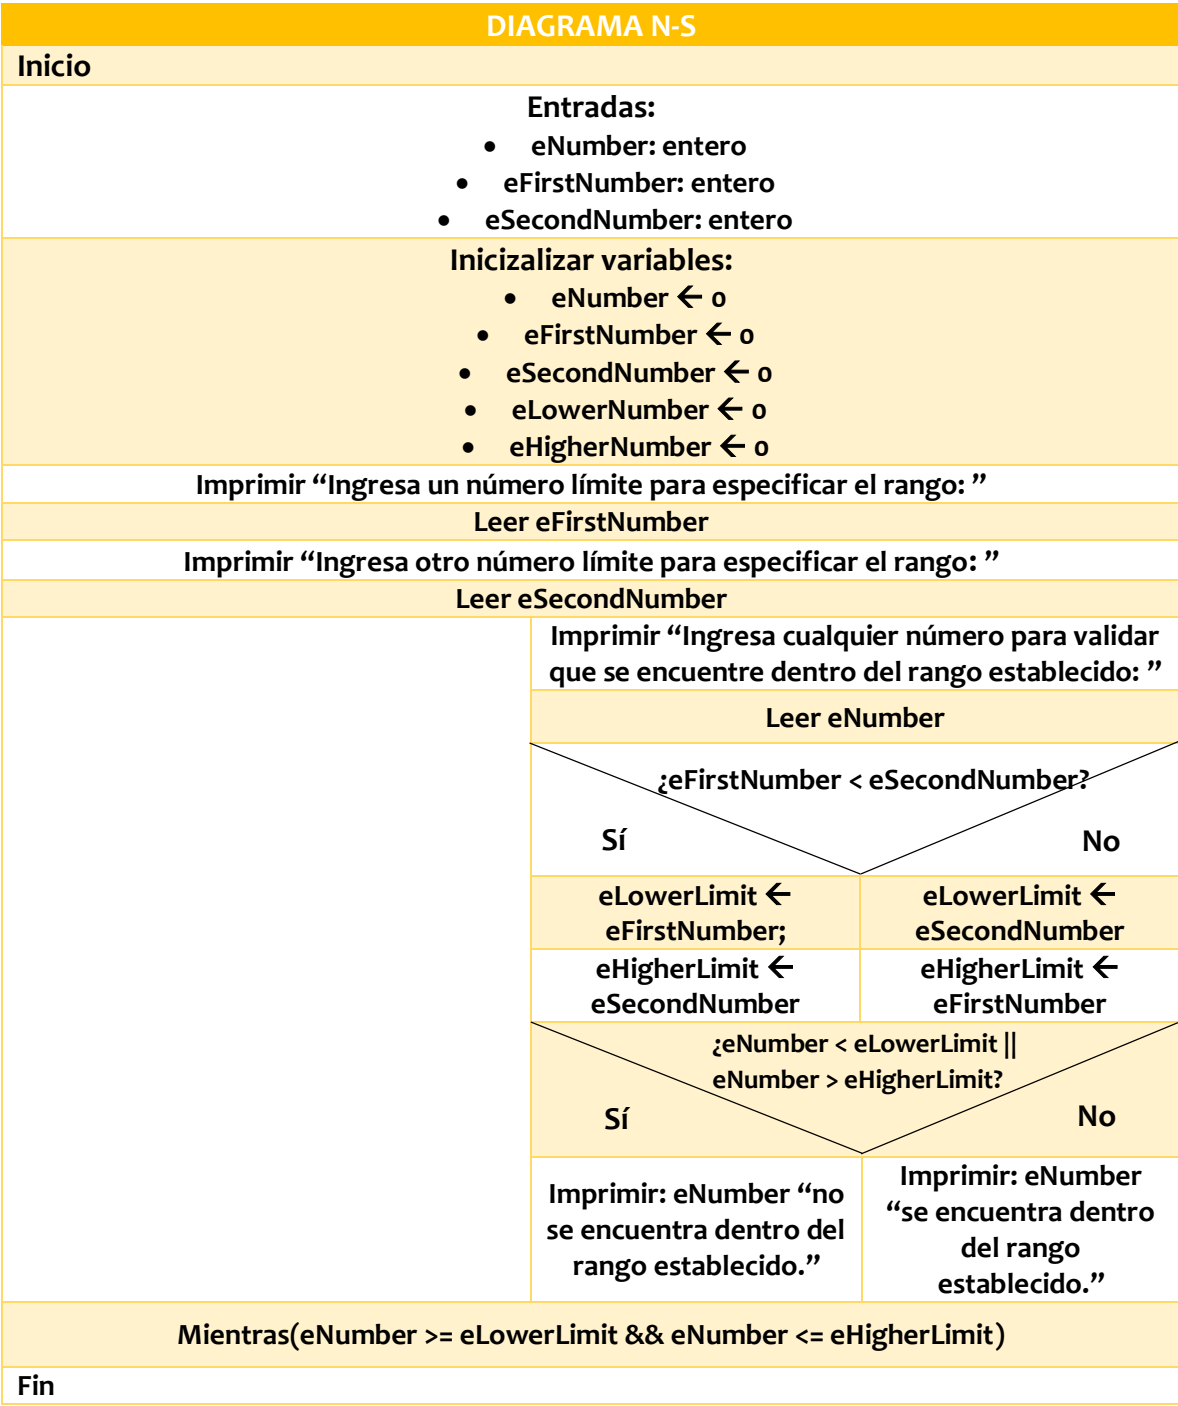 DIAGRAMA N-S
Inicio
Entradas:
• eNumber: entero
• eFirstNumber: entero
• eSecondNumber: entero
Inicizalizar variables:
• eNumber ← 0
• eFirstNumber ← 0
• eSecondNumber ← 0
• eLowerNumber ← 0
• eHigherNumber ← 0
Imprimir “Ingresa un número límite para especificar el rango: ”
Leer eFirstNumber
Imprimir “Ingresa otro número límite para especificar el rango: ”
Leer eSecondNumber
Imprimir “Ingresa cualquier número para validar
que se encuentre dentro del rango establecido: ”
Leer eNumber
¿eFirstNumber < eSecondNumber?
Sí
No
eLowerLimit ←
eFirstNumber;
eLowerLimit ←
eSecondNumber
eHigherLimit ←
eSecondNumber
eHigherLimit ←
eFirstNumber
¿eNumber < eLowerLimit ||
eNumber > eHigherLimit?
Sí
No
Imprimir: eNumber “no
se encuentra dentro del
rango establecido.”
Imprimir: eNumber
“se encuentra dentro
del rango
establecido.”
Mientras(eNumber >= eLowerLimit && eNumber <= eHigherLimit)
Fin